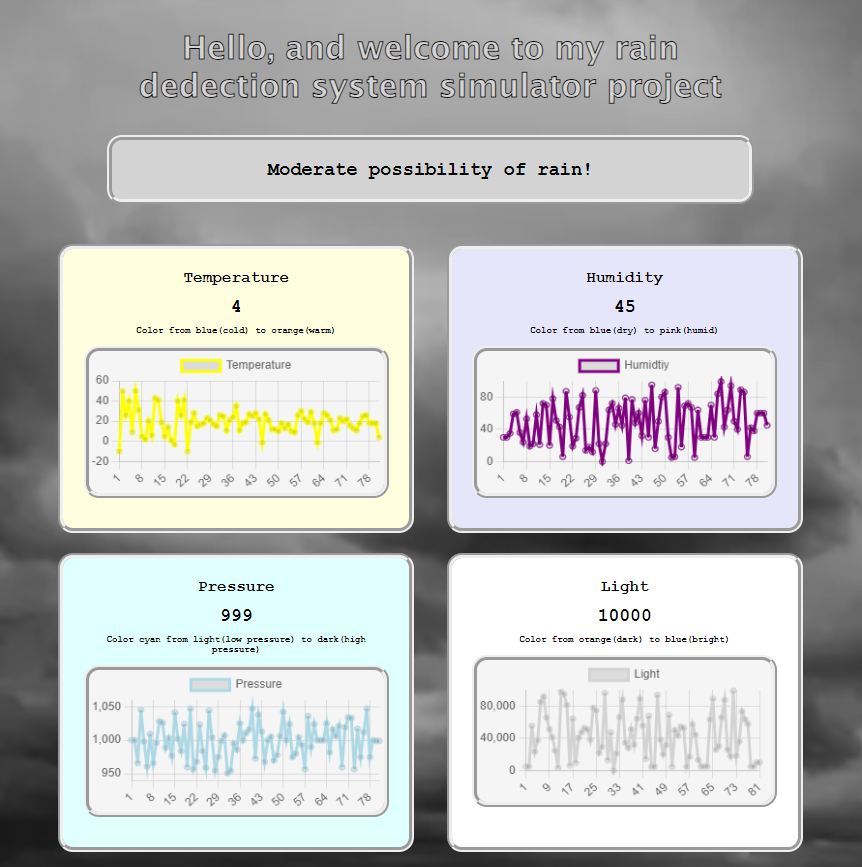 Hello, and welcome to my rain
dedection system simulator project
Moderate possibility of rain!
Temperature
4
Color from blue(cold) to orange(warm)
Temperature
60
40
20
0
-20
1 8 15 22 29 36 43 50 57 64 71 78
Humidity
45
Color from blue(dry) to pink(humid)
Humidtiy
80
40
0
1 8 15 22 29 36 43 50 57 64 71 78
Pressure
999
Color cyan from light(low pressure) to dark(high
pressure)
Pressure
1,050
1,000
950
1 8 15 22 29 36 43 50 57 64 71 78
Light
10000
Color from orange(dark) to blue(bright)
Light
80,000
40,000
0
1 9 17 25 33 41 49 57 65 73 81